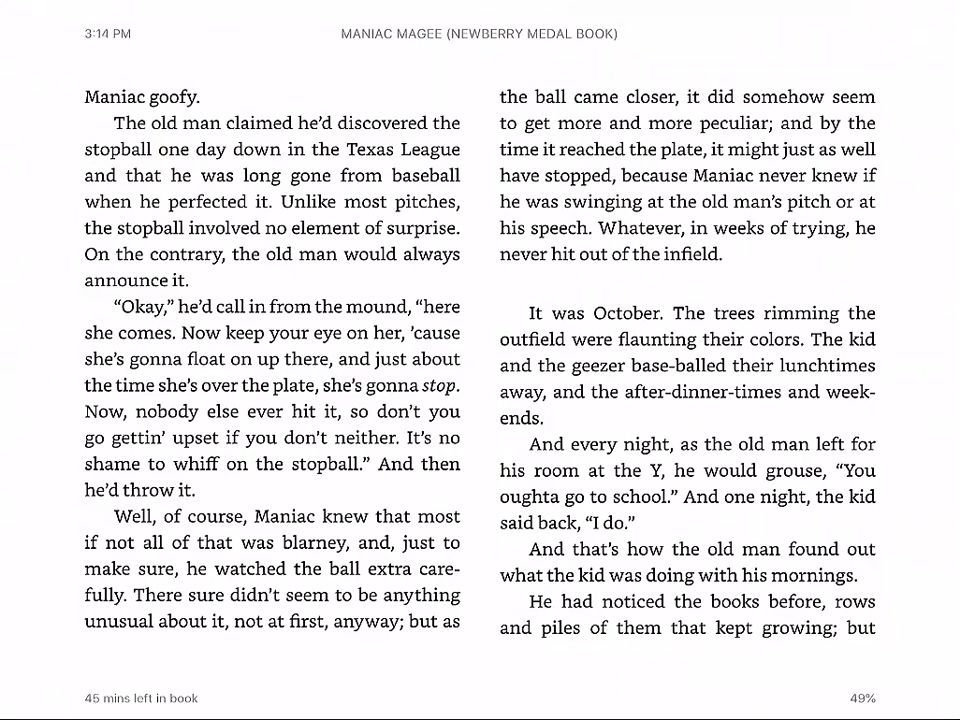 3:14 PM
MANIAC MAGEE (NEWBERRY MEDAL BOOK)
Maniac goofy.
The old man claimed he’d discovered the
stopball one day down in the Texas League
and that he was long gone from baseball
when he perfected it. Unlike most pitches,
the stopball involved no element of surprise.
On the contrary, the old man would always
announce it.
“Okay,” he’d call in from the mound, “here
she comes. Now keep your eye on her, ’cause
she’s gonna float on up there, and just about
the time she’s over the plate, she’s gonna stop.
Now, nobody else ever hit it, so don’t you
go gettin’ upset if you don’t neither. It’s no
shame to whiff on the stopball.” And then
he’d throw it.
Well, of course, Maniac knew that most
if not all of that was blarney, and, just to
make sure, he watched the ball extra care-
fully. There sure didn’t seem to be anything
unusual about it, not at first, anyway; but as
the ball came closer, it did somehow seem
to get more and more peculiar; and by the
time it reached the plate, it might just as well
have stopped, because Maniac never knew if
he was swinging at the old man’s pitch or at
his speech. Whatever, in weeks of trying, he
never hit out of the infield.
It was October. The trees rimming the
outfield were flaunting their colors. The kid
and the geezer base-balled their lunchtimes
away, and the after-dinner-times and week-
ends.
And every night, as the old man left for
his room at the Y, he would grouse, “You
oughta go to school.” And one night, the kid
said back, “I do.”
And that’s how the old man found out
what the kid was doing with his mornings.
He had noticed the books before, rows
and piles of them that kept growing; but
45 mins left in book
49%